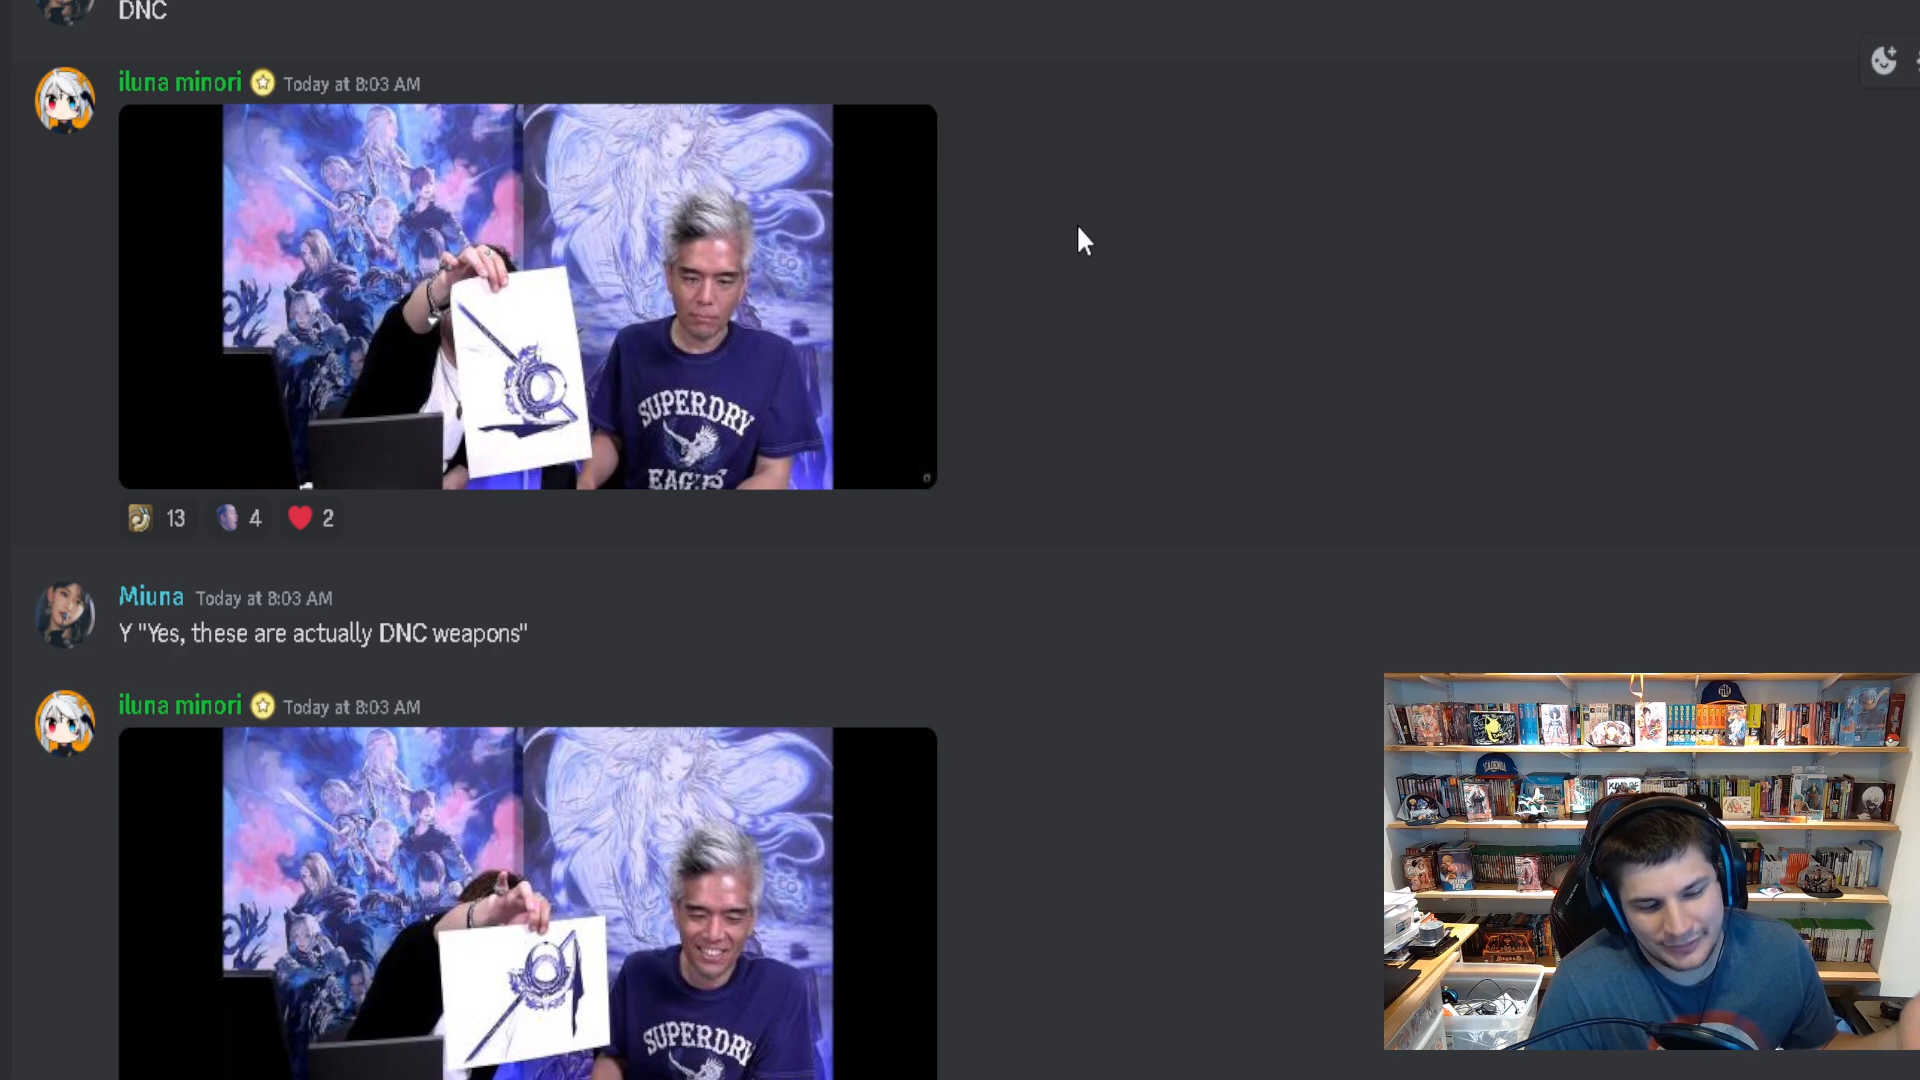 DNC
iluna minori Today at 8:03 AM
SUPERDRY
EAGLE
13 4 2
Miuna Today at 8:03 AM
Y "Yes, these are actually DNC weapons"
iluna minori Today at 8:03 AM
SUPERDRY